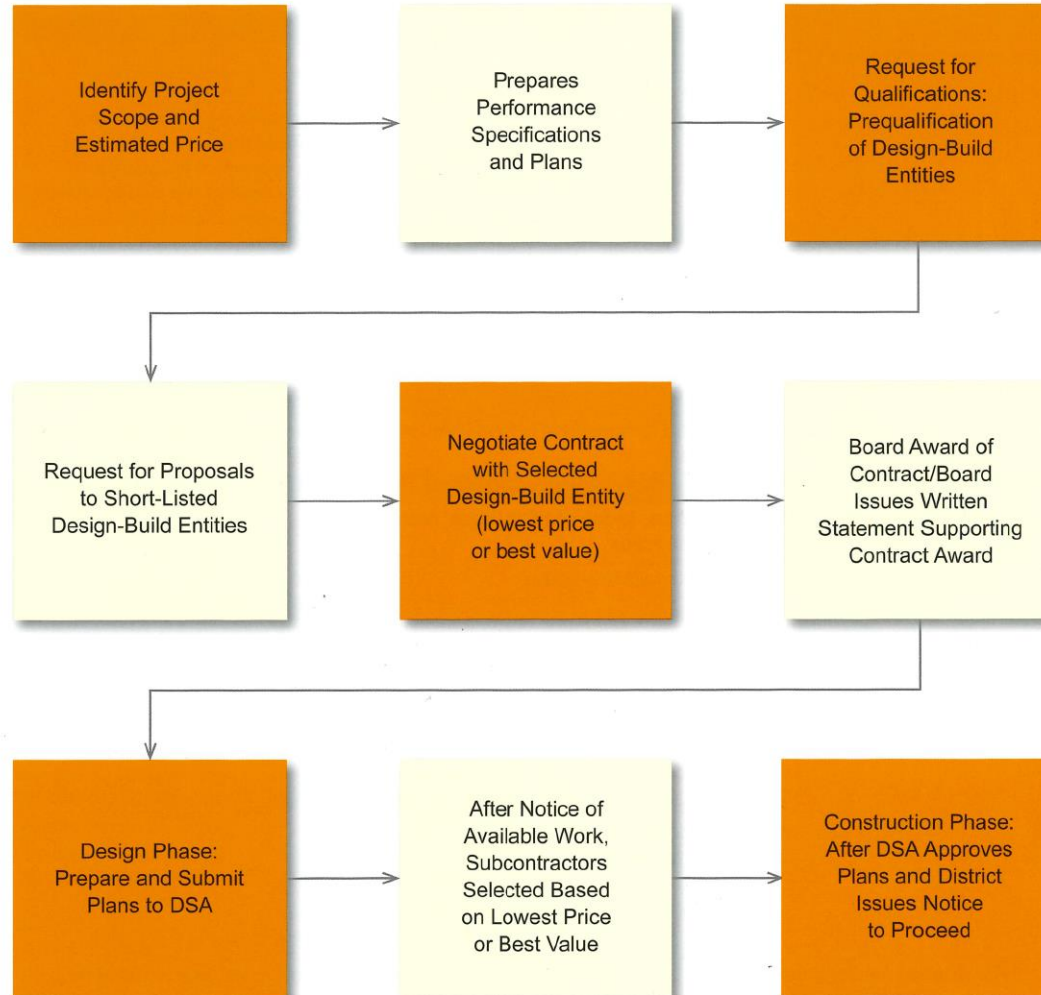 Identify Project
Scope and
Estimated Price
Prepares
Performance
Specifications
and Plans
Request for
Qualifications:
Prequalification
of Design-Build
Entities
Request for Proposals
to Short-Listed
Design-Build Entities
Negotiate Contract
with Selected
Design-Build Entity
(lowest price
or best value)
Board Award of
Contract/Board
Issues Written
Statement Supporting
Contract Award
Design Phase:
Prepare and Submit
Plans to DSA
After Notice of
Available Work,
Subcontractors
Selected Based
on Lowest Price
or Best Value
Construction Phase:
After DSA Approves
Plans and District
Issues Notice
to Proceed